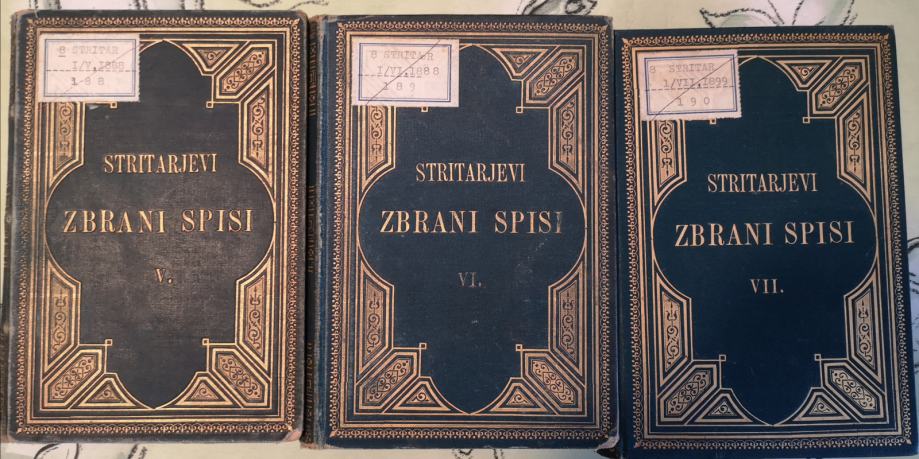 8 STRITAR
I/V,1888
188
STRITARJEVI
ZBRANI SPISI
V.
8 STRITAR
I/VI,1888
189
STRITARJEVI
ZBRANI SPISI
VI.
8 STRITAR
1/VII,1899
190
STRITARJEVI
ZBRANI SPISI
VII.